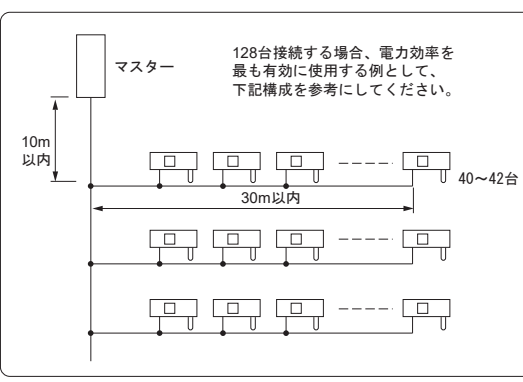 マスター
128台接続する場合、電力効率を
最も有効に使用する例として、
下記構成を参考にしてください。
10m
以内
40～42台
30m以内